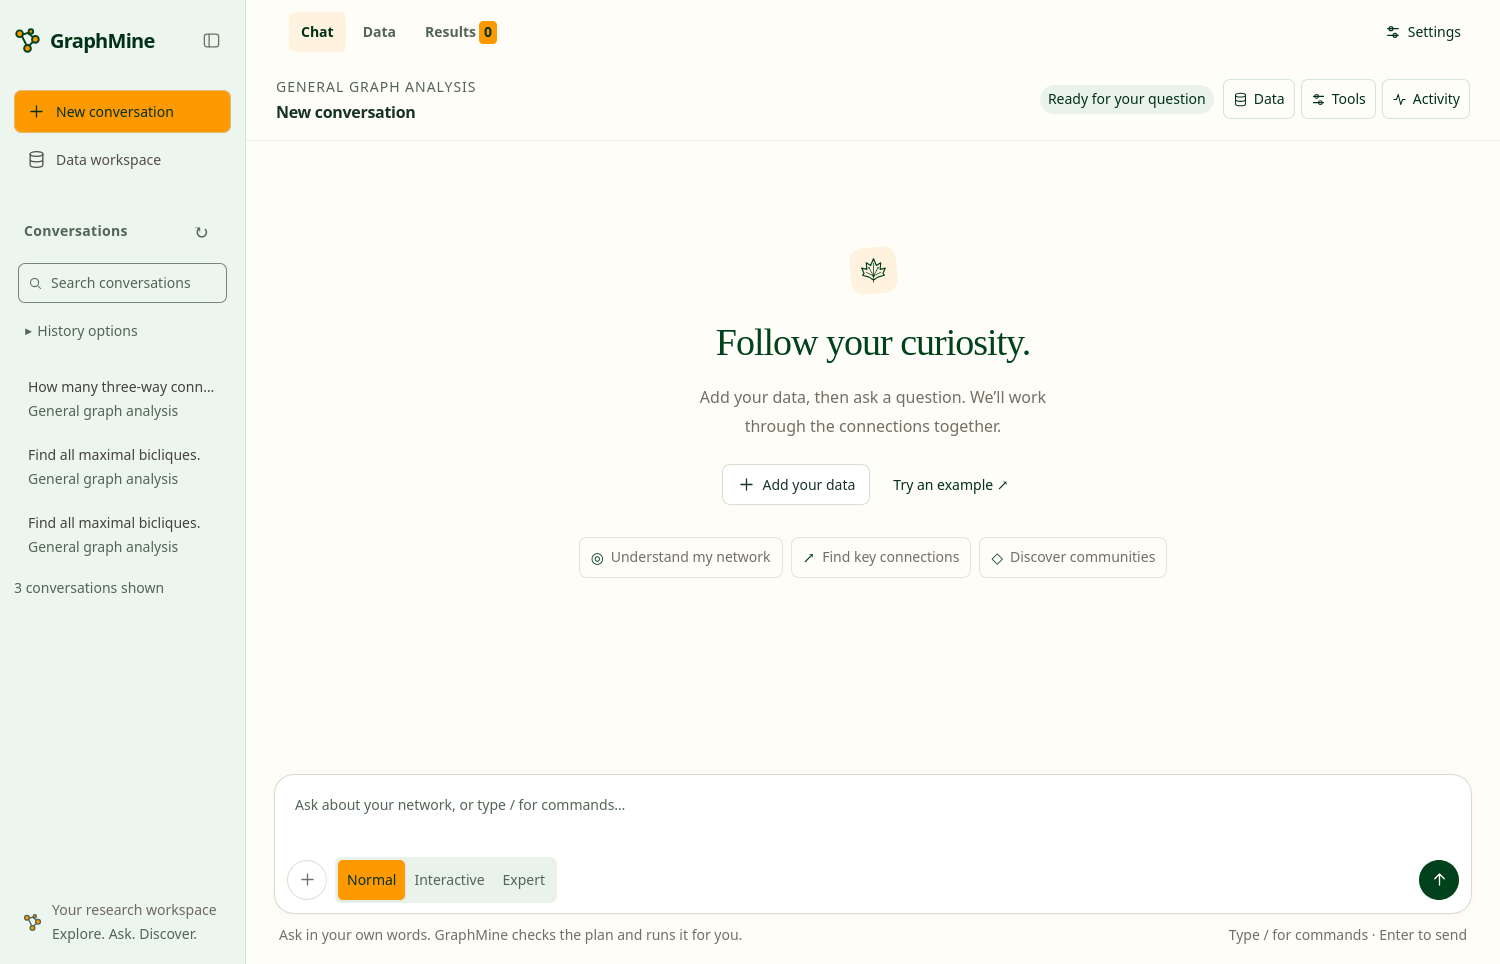 GraphMine
New conversation
Data workspace
Conversations
Search conversations
History options
How many three-way conn...
General graph analysis
Find all maximal bicliques.
General graph analysis
Find all maximal bicliques.
General graph analysis
3 conversations shown
Your research workspace
Explore. Ask. Discover.
Chat Data Results 0 Settings
GENERAL GRAPH ANALYSIS
New conversation
Ready for your question Data Tools Activity
Follow your curiosity.
Add your data, then ask a question. We’ll work
through the connections together.
Add your data Try an example ↗
Understand my network Find key connections Discover communities
Ask about your network, or type / for commands...
Normal Interactive Expert
Ask in your own words. GraphMine checks the plan and runs it for you. Type / for commands · Enter to send